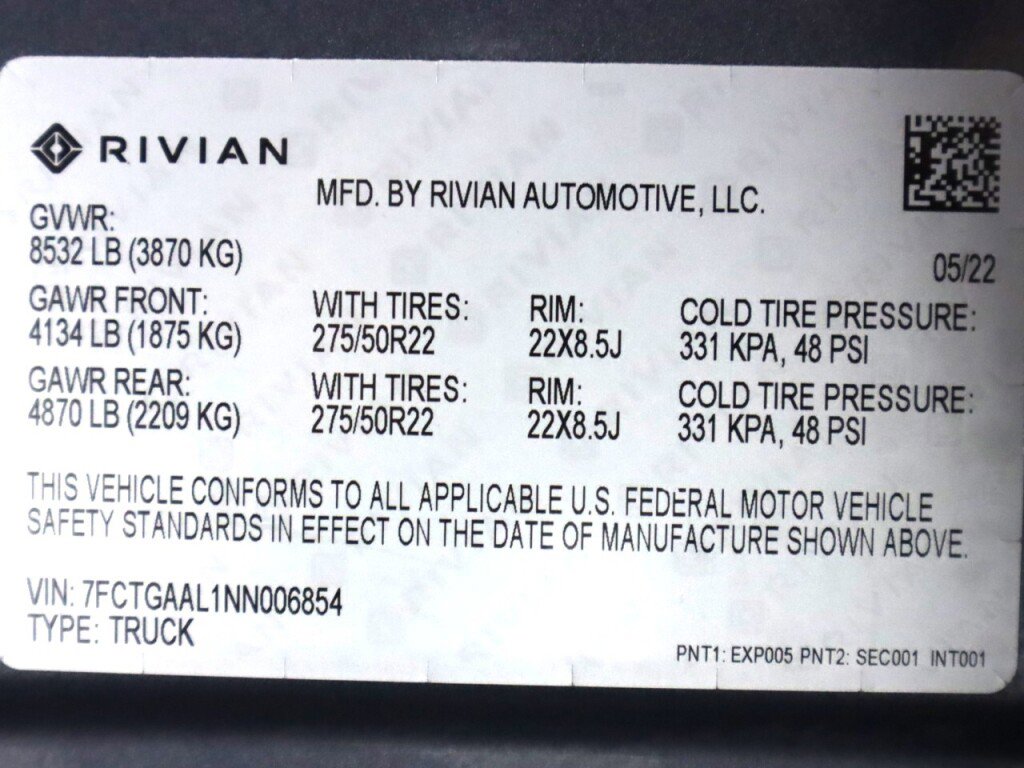 RIVIAN
MFD. BY RIVIAN AUTOMOTIVE, LLC.
GVWR:
8532 LB (3870 KG)
05/22
GAWR FRONT: WITH TIRES: RIM: COLD TIRE PRESSURE:
4134 LB (1875 KG) 275/50R22 22X8.5J 331 KPA, 48 PSI
GAWR REAR: WITH TIRES: RIM: COLD TIRE PRESSURE:
4870 LB (2209 KG) 275/50R22 22X8.5J 331 KPA, 48 PSI
THIS VEHICLE CONFORMS TO ALL APPLICABLE U.S. FEDERAL MOTOR VEHICLE
SAFETY STANDARDS IN EFFECT ON THE DATE OF MANUFACTURE SHOWN ABOVE.
VIN: 7FCTGAAL1NN006854
TYPE: TRUCK
PNT1: EXP005 PNT2: SEC001 INT001